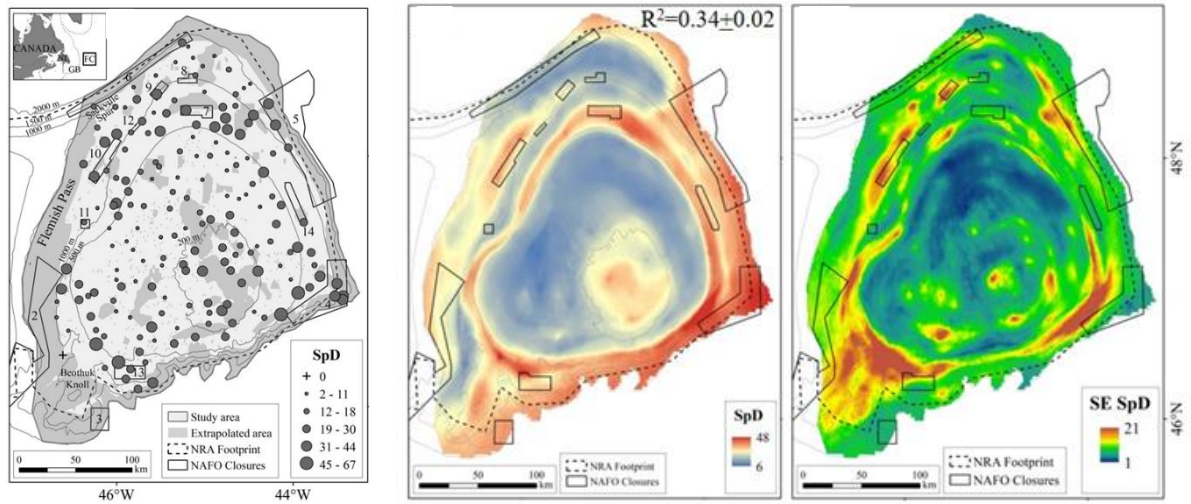 CANADA
NL
GB
FC
2000 m
1500 m
1000 m
Sackville
Spur
6
8
9
7
5
12
10
Flemish Pass
11
1000 m
500 m
200 m
14
2
4
Beothuk
Knoll
13
3
SpD
0
2 - 11
12 - 18
19 - 30
31 - 44
45 - 67
Study area
Extrapolated area
NRA Footprint
NAFO Closures
0 50 100
km
46°W 44°W
R²=0.34±0.02
SpD
48
6
NRA Footprint
NAFO Closures
0 50 100
km
48°N
46°N
SE SpD
21
1
NRA Footprint
NAFO Closures
0 50 100
km